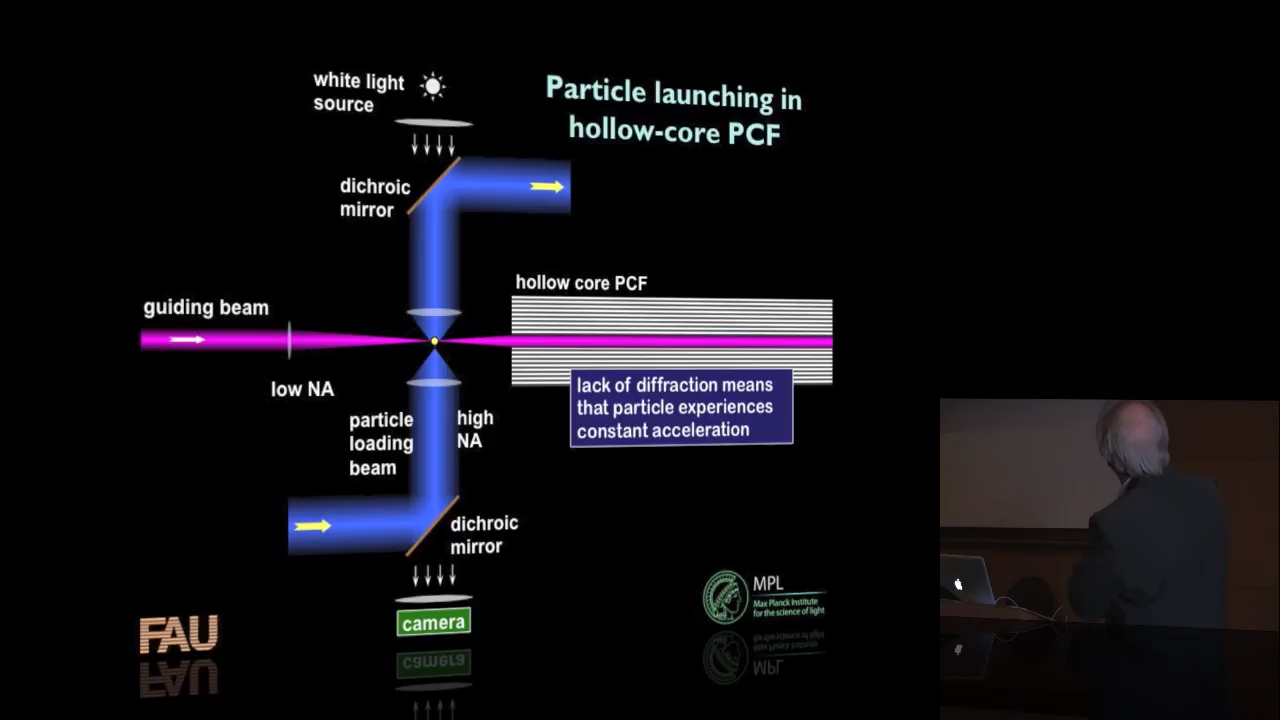 white light
source
Particle launching in
hollow-core PCF
dichroic
mirror
hollow core PCF
guiding beam
low NA
lack of diffraction means
that particle experiences
constant acceleration
particle
loading
beam
high
NA
dichroic
mirror
camera
FAU
MPL
Max Planck Institute
for the science of light